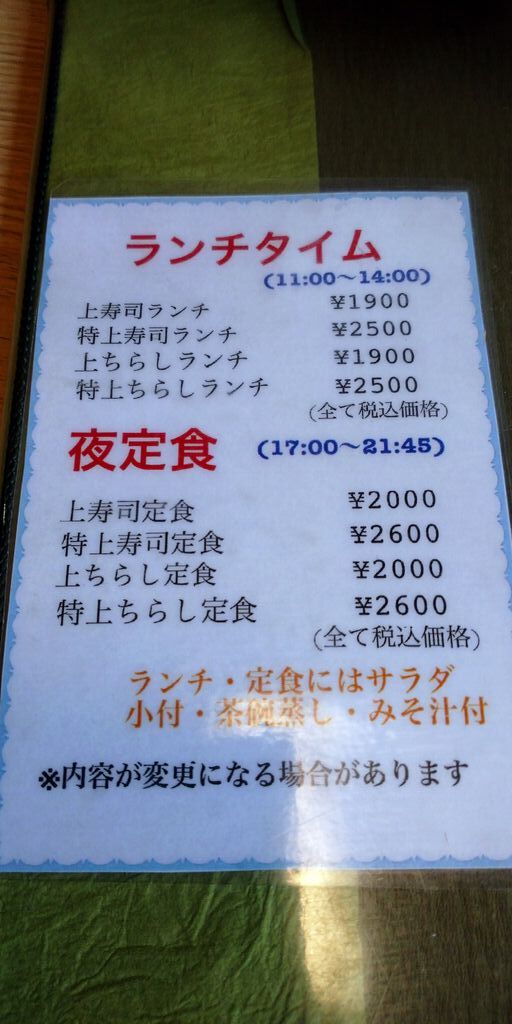 ランチタイム
(11:00〜14:00)
上寿司ランチ ¥1900
特上寿司ランチ ¥2500
上ちらしランチ ¥1900
特上ちらしランチ ¥2500
(全て税込価格)
夜定食 (17:00〜21:45)
上寿司定食 ¥2000
特上寿司定食 ¥2600
上ちらし定食 ¥2000
特上ちらし定食 ¥2600
(全て税込価格)
ランチ・定食にはサラダ
小付・茶碗蒸し・みそ汁付
※内容が変更になる場合があります